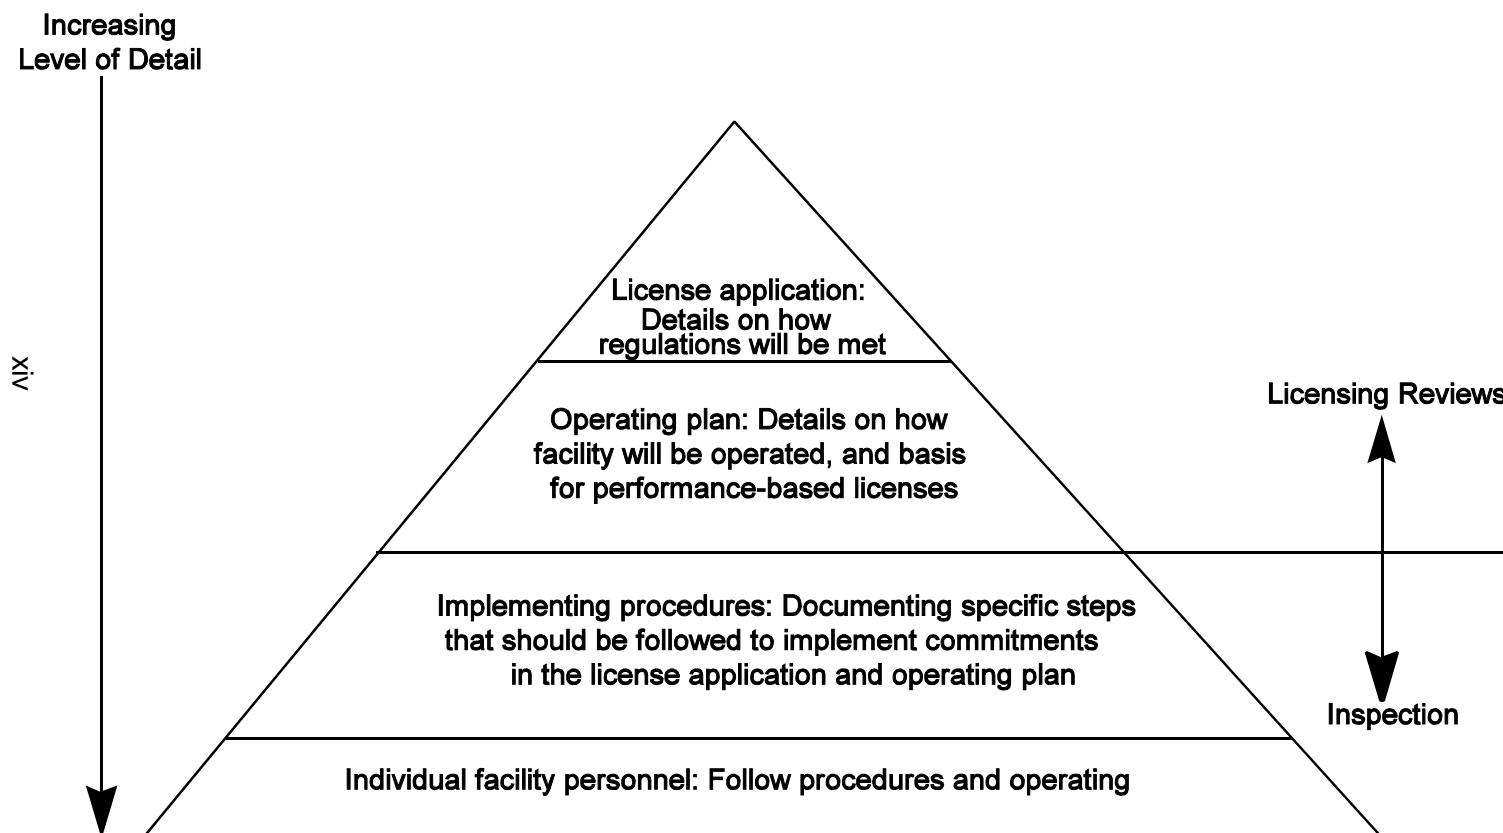 Increasing
Level of Detail
License application:
Details on how
regulations will be met
xiv
Licensing Reviews
Operating plan: Details on how
facility will be operated, and basis
for performance-based licenses
Implementing procedures: Documenting specific steps
that should be followed to implement commitments
in the license application and operating plan
Inspection
Individual facility personnel: Follow procedures and operating